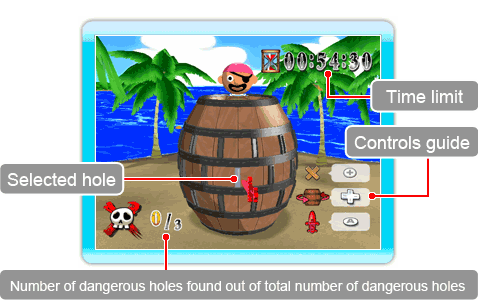 00:54:30
Time limit
Controls guide
Selected hole
1/3
Number of dangerous holes found out of total number of dangerous holes